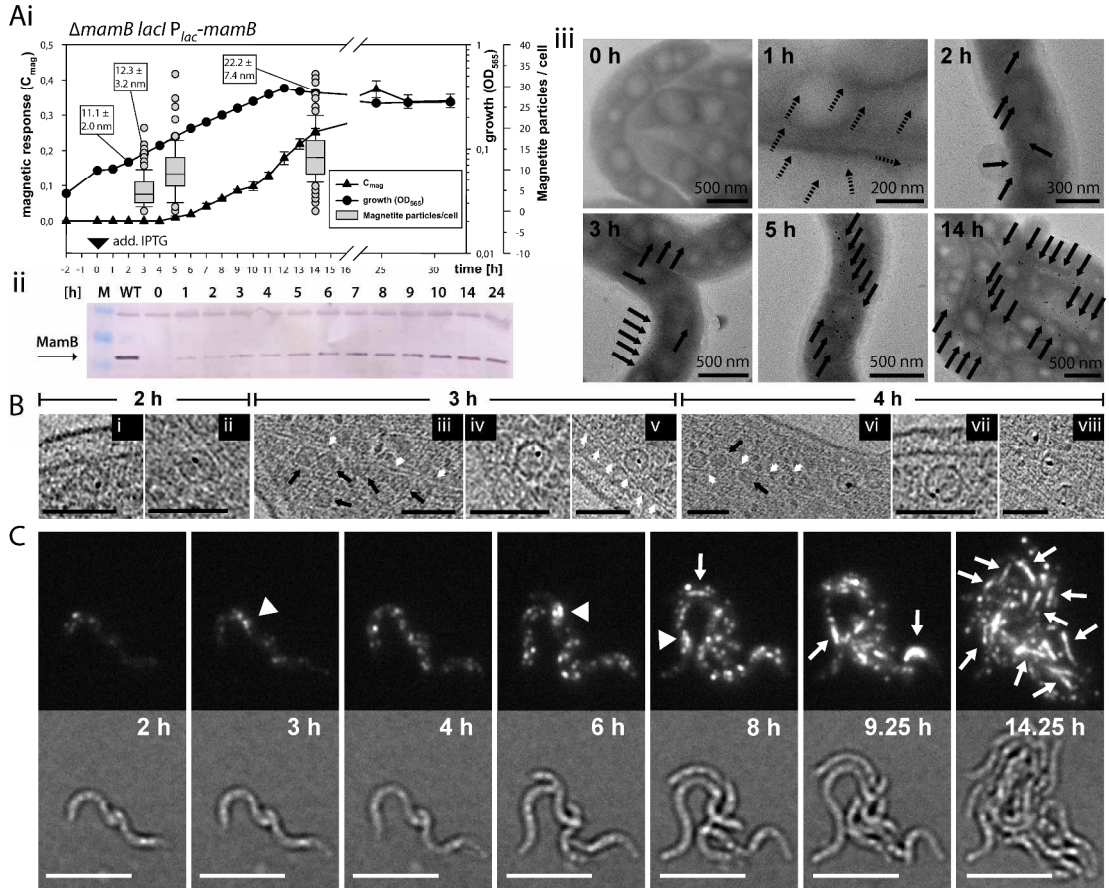 Ai
ΔmamB lacI Plac-mamB
magnetic response [Cmag]
0,5
0,4
0,3
0,2
0,1
0,0
11.1 ±
2.0 nm
12.3 ±
3.2 nm
22.2 ±
7.4 nm
Cmag
growth (OD565)
Magnetite particles/cell
add. IPTG
1
0,1
0,01
growth (OD565)
40
35
30
25
20
15
10
5
0
-5
-10
Magnetite particles / cell
-2 -1 0 1 2 3 4 5 6 7 8 9 10 11 12 13 14 15 16 25 30 time [h]
ii
[h] M WT 0 1 2 3 4 5 6 7 8 9 10 14 24
MamB
iii
0 h
500 nm
1 h
200 nm
2 h
300 nm
3 h
500 nm
5 h
500 nm
14 h
500 nm
B
2 h 3 h 4 h
i ii iii iv v vi vii viii
C
2 h 3 h 4 h 6 h 8 h 9.25 h 14.25 h